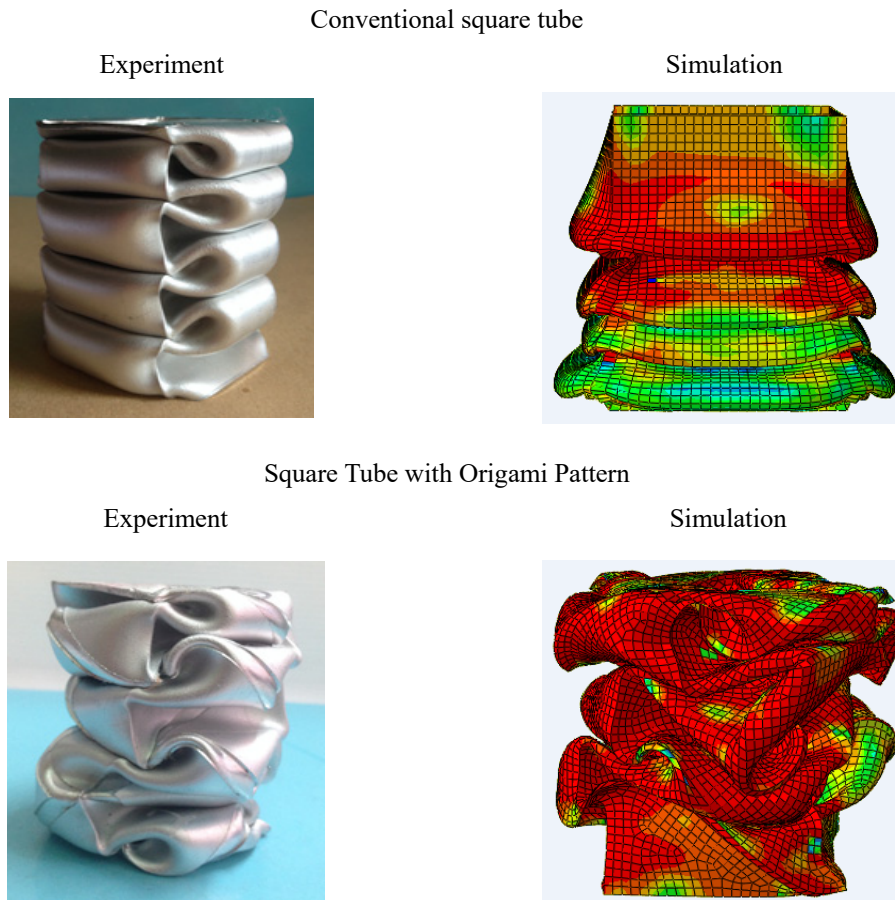 Conventional square tube
Experiment
Simulation
Square Tube with Origami Pattern
Experiment
Simulation